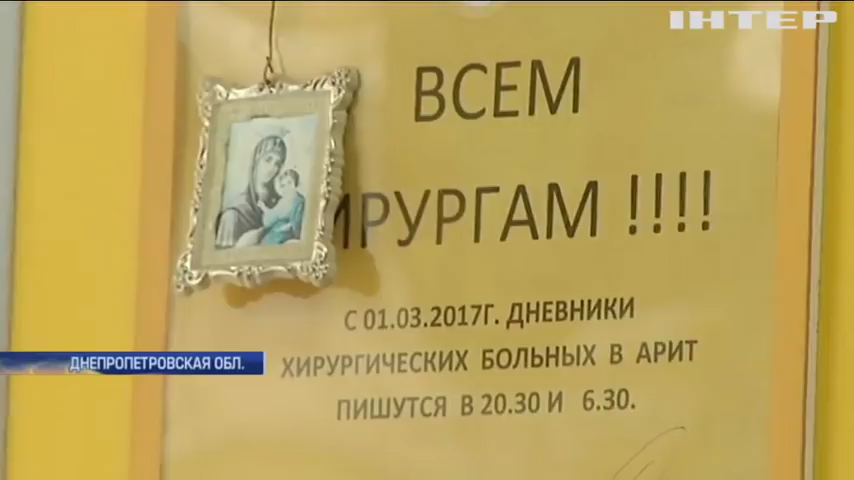 ІНТЕР
ВСЕМ
ИРУРГАМ !!!!
С 01.03.2017Г. ДНЕВНИКИ
ХИРУРГИЧЕСКИХ БОЛЬНЫХ В АРИТ
ПИШУТСЯ В 20.30 И 6.30.
ДНЕПРОПЕТРОВСКАЯ ОБЛ.